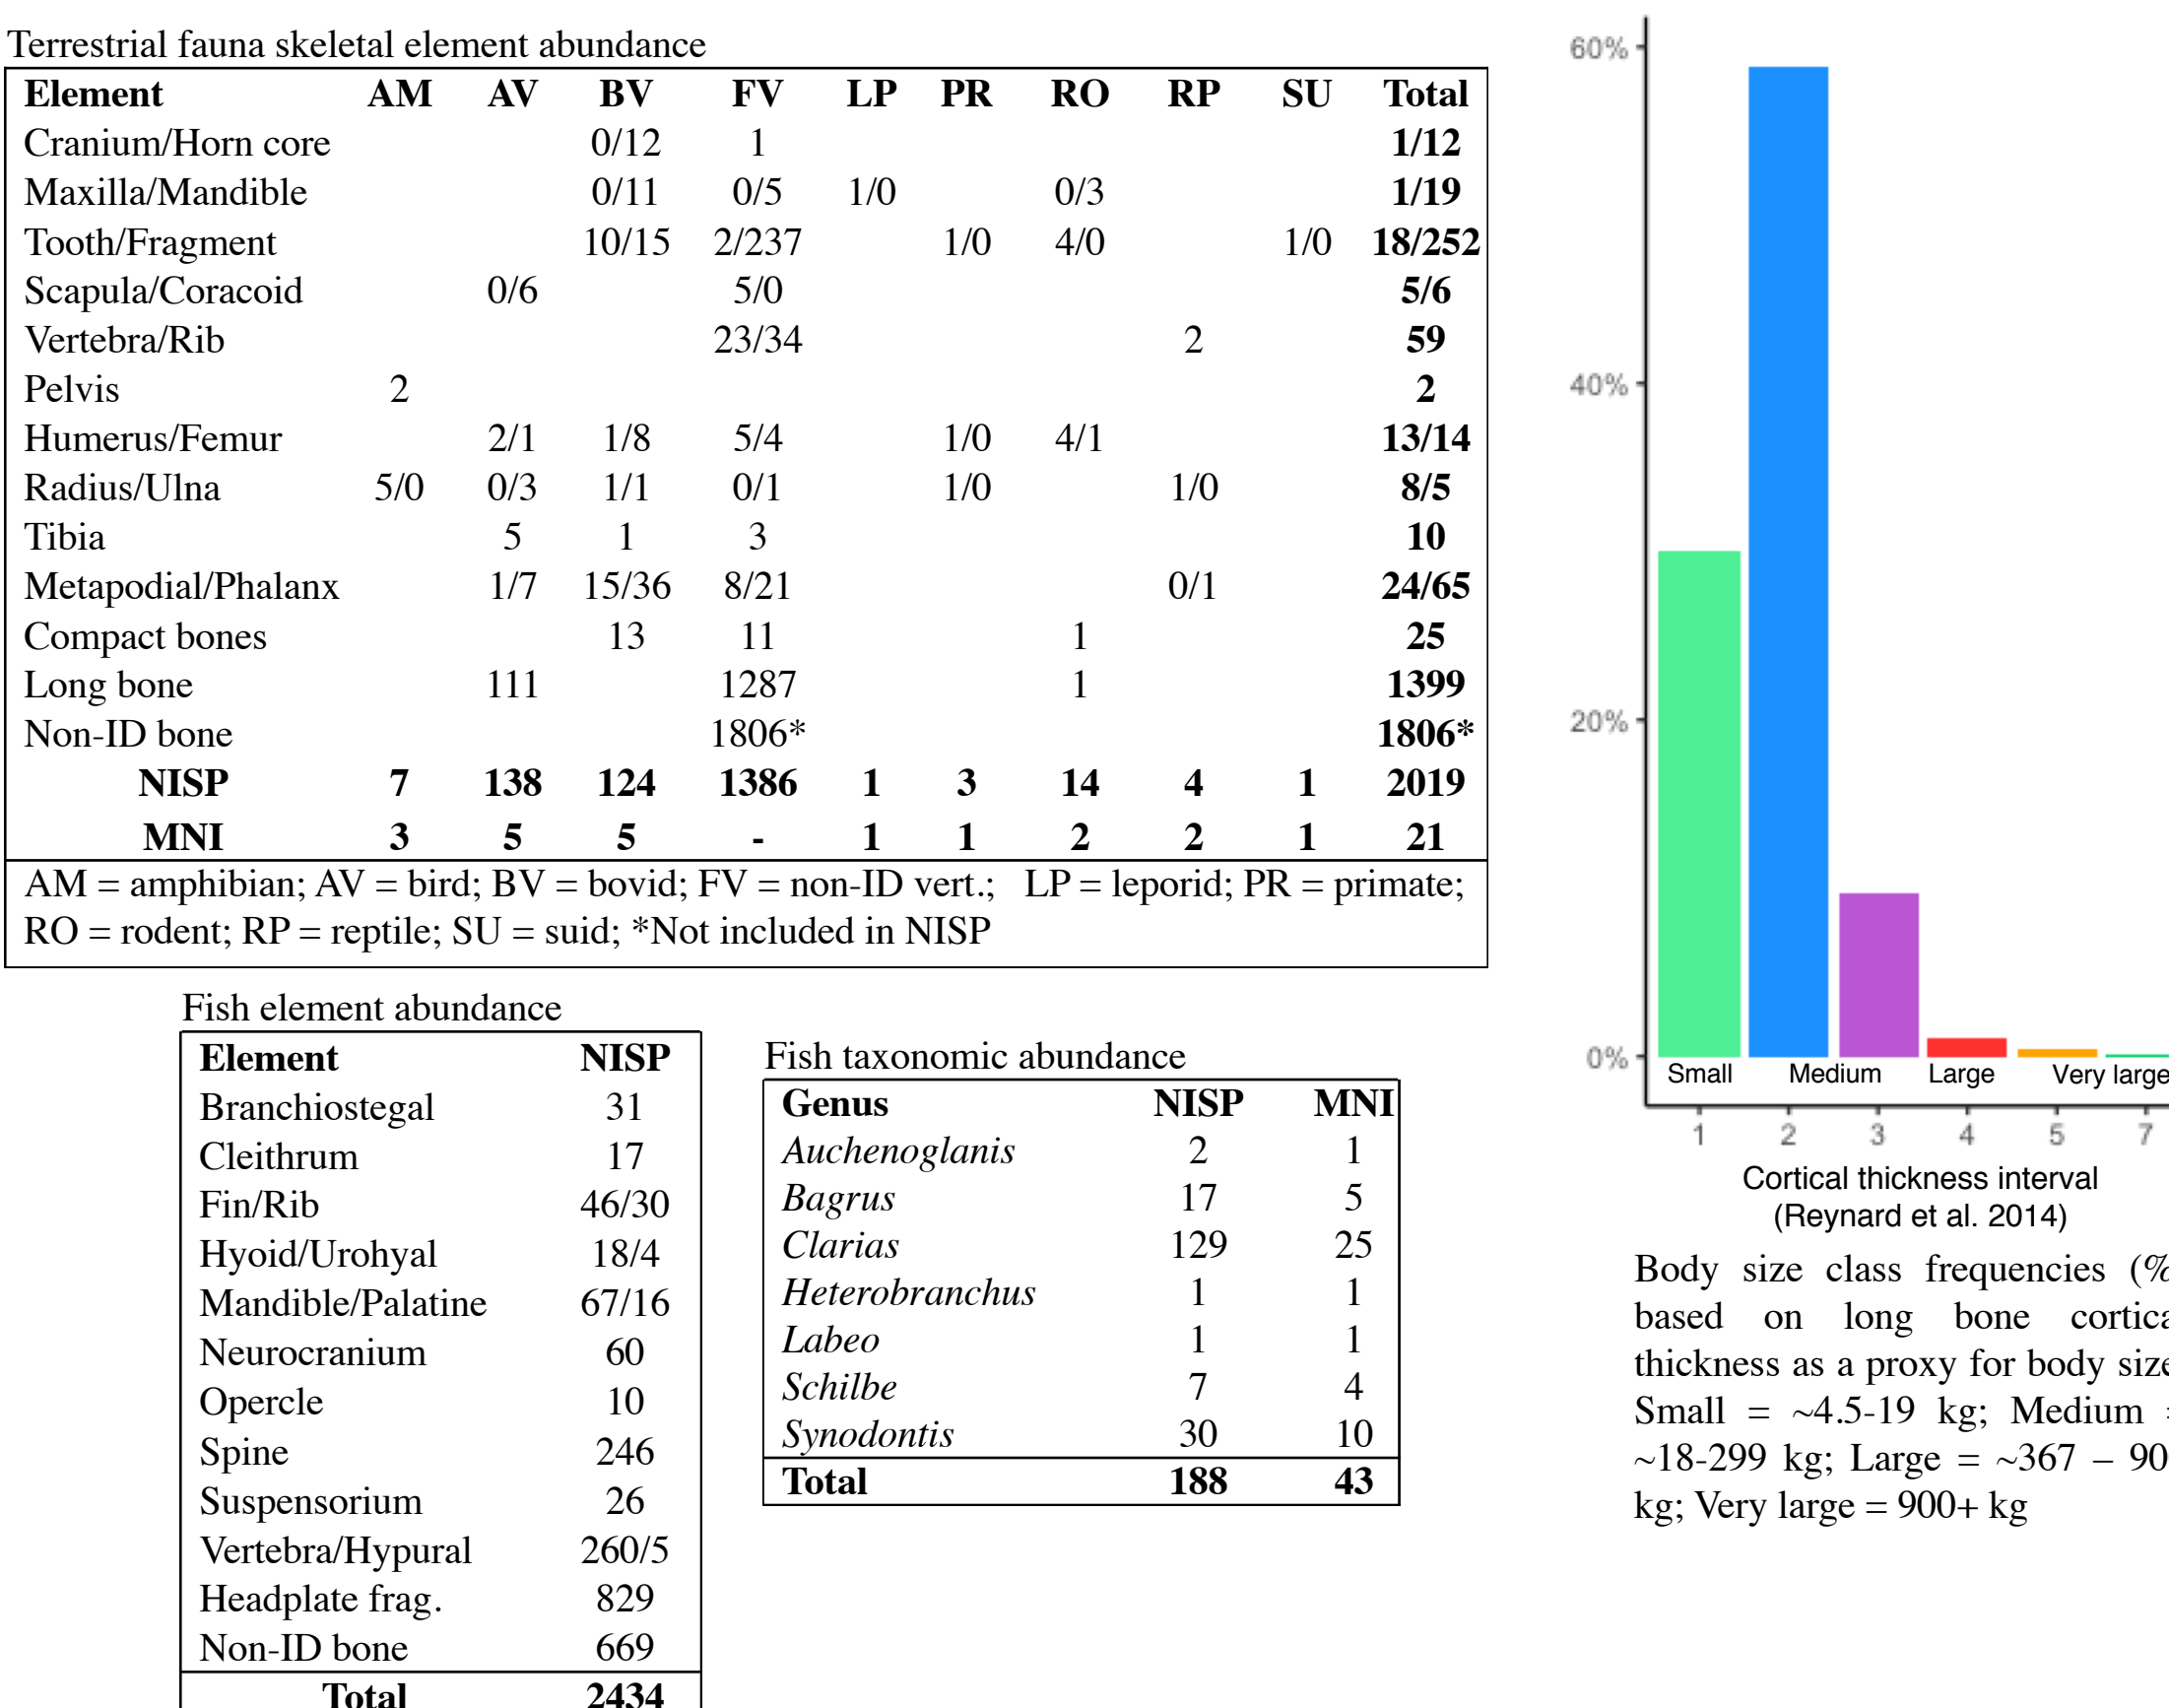 Terrestrial fauna skeletal element abundance
Element AM AV BV FV LP PR RO RP SU Total
Cranium/Horn core 0/12 1 1/12
Maxilla/Mandible 0/11 0/5 1/0 0/3 1/19
Tooth/Fragment 10/15 2/237 1/0 4/0 1/0 18/252
Scapula/Coracoid 0/6 5/0 5/6
Vertebra/Rib 23/34 2 59
Pelvis 2 2
Humerus/Femur 2/1 1/8 5/4 1/0 4/1 13/14
Radius/Ulna 5/0 0/3 1/1 0/1 1/0 1/0 8/5
Tibia 5 1 3 10
Metapodial/Phalanx 1/7 15/36 8/21 0/1 24/65
Compact bones 13 11 1 25
Long bone 111 1287 1 1399
Non-ID bone 1806* 1806*
NISP 7 138 124 1386 1 3 14 4 1 2019
MNI 3 5 5 - 1 1 2 2 1 21
AM = amphibian; AV = bird; BV = bovid; FV = non-ID vert.; LP = leporid; PR = primate;
RO = rodent; RP = reptile; SU = suid; *Not included in NISP
Fish element abundance
Element NISP
Branchiostegal 31
Cleithrum 17
Fin/Rib 46/30
Hyoid/Urohyal 18/4
Mandible/Palatine 67/16
Neurocranium 60
Opercle 10
Spine 246
Suspensorium 26
Vertebra/Hypural 260/5
Headplate frag. 829
Non-ID bone 669
Total 2434
Fish taxonomic abundance
Genus NISP MNI
Auchenoglanis 2 1
Bagrus 17 5
Clarias 129 25
Heterobranchus 1 1
Labeo 1 1
Schilbe 7 4
Synodontis 30 10
Total 188 43
60%
40%
20%
0%
Small Medium Large Very large
1 2 3 4 5 7
Cortical thickness interval
(Reynard et al. 2014)
Body size class frequencies (%
based on long bone cortica
thickness as a proxy for body size
Small = ~4.5-19 kg; Medium =
~18-299 kg; Large = ~367 – 90
kg; Very large = 900+ kg